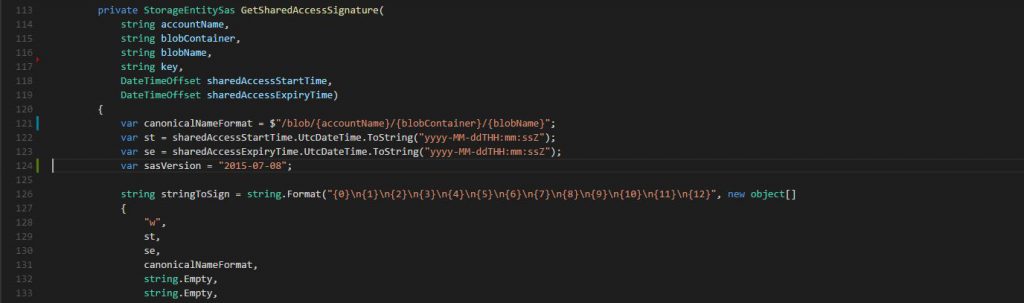 113 private StorageEntitySas GetSharedAccessSignature(
114 string accountName,
115 string blobContainer,
116 string blobName,
117 string key,
118 DateTimeOffset sharedAccessStartTime,
119 DateTimeOffset sharedAccessExpiryTime)
120 {
121 var canonicalNameFormat = $"/blob/{accountName}/{blobContainer}/{blobName}";
122 var st = sharedAccessStartTime.UtcDateTime.ToString("yyyy-MM-ddTHH:mm:ssZ");
123 var se = sharedAccessExpiryTime.UtcDateTime.ToString("yyyy-MM-ddTHH:mm:ssZ");
124 var sasVersion = "2015-07-08";
125
126 string stringToSign = string.Format("{0}\n{1}\n{2}\n{3}\n{4}\n{5}\n{6}\n{7}\n{8}\n{9}\n{10}\n{11}\n{12}", new object[]
127 {
128 "w",
129 st,
130 se,
131 canonicalNameFormat,
132 string.Empty,
133 string.Empty,